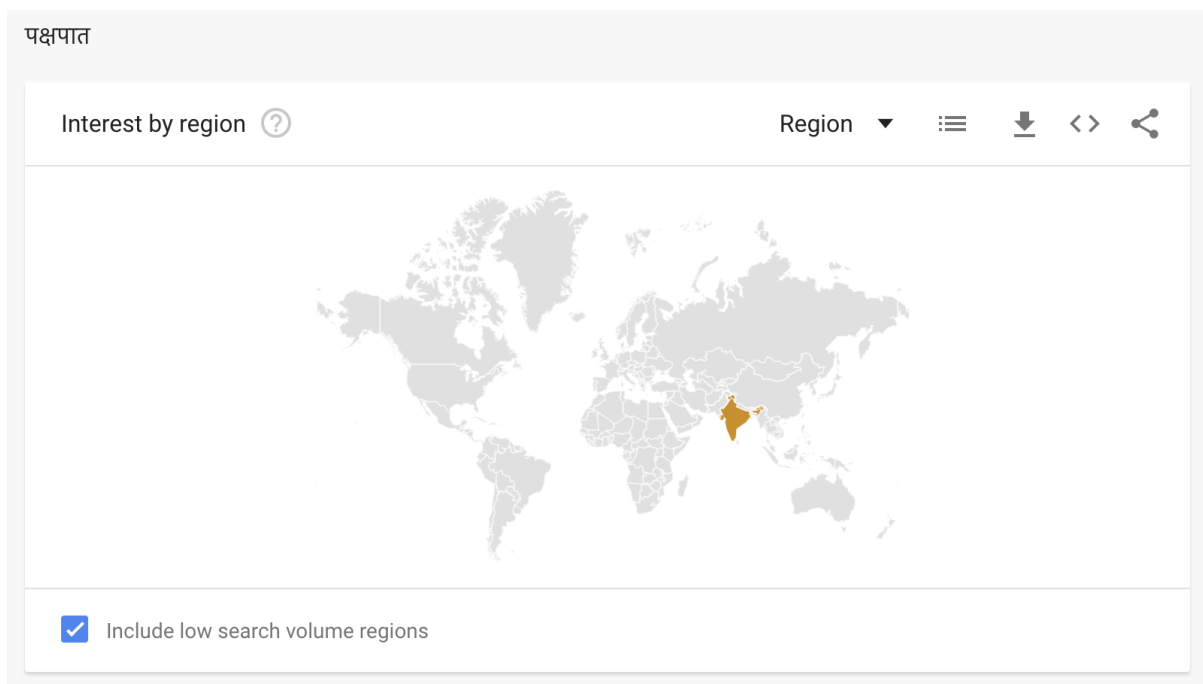 पक्षपात
Interest by region
Region
Include low search volume regions